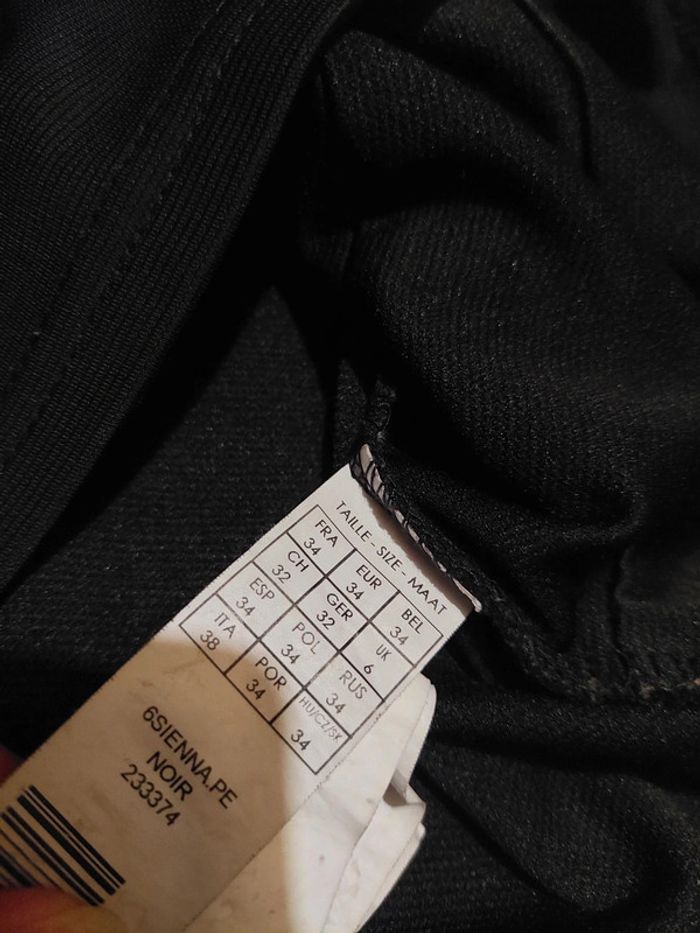 TAILLE - SIZE - MAAT
FRA EUR BEL
34 34 34
CH GER UK
32 32 6
ESP POL RUS
34 34 34
ITA POR HU/CZ/SK
38 34 34
6SIENNA.PE
NOIR
233374